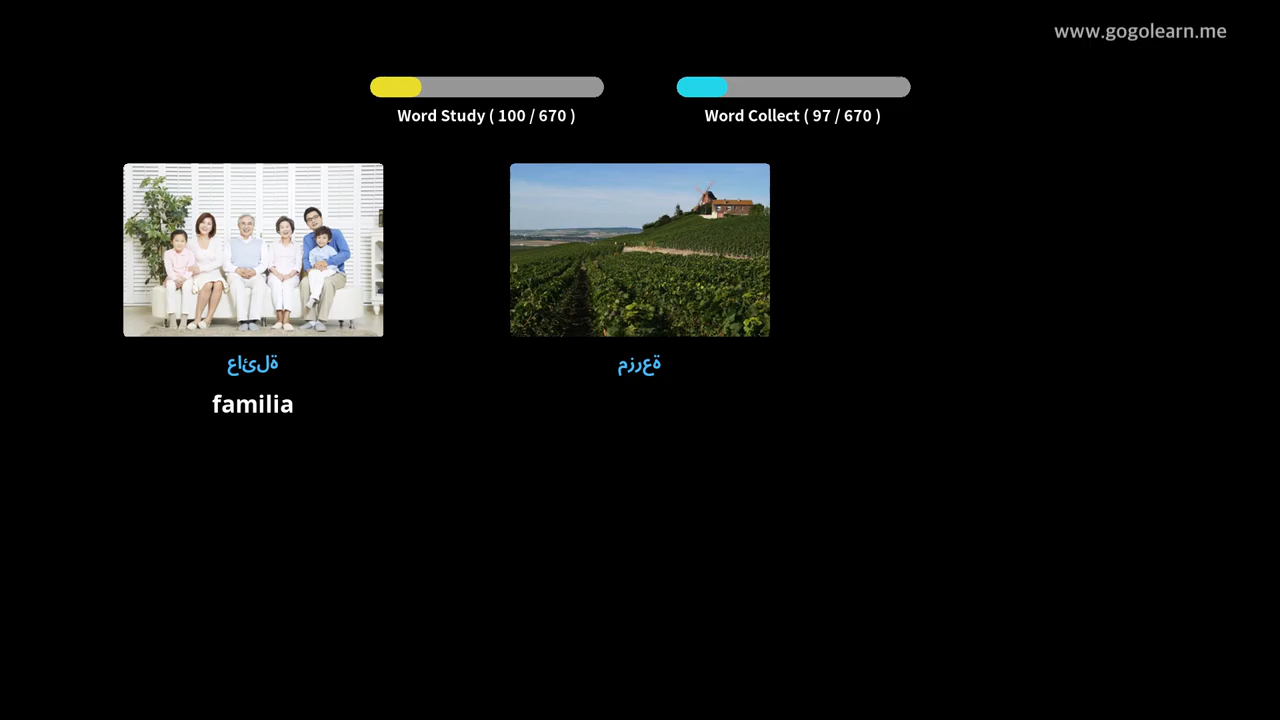 www.gogolearn.me
Word Study ( 100 / 670 )
Word Collect ( 97 / 670 )
عائلة
مزرعة
familia